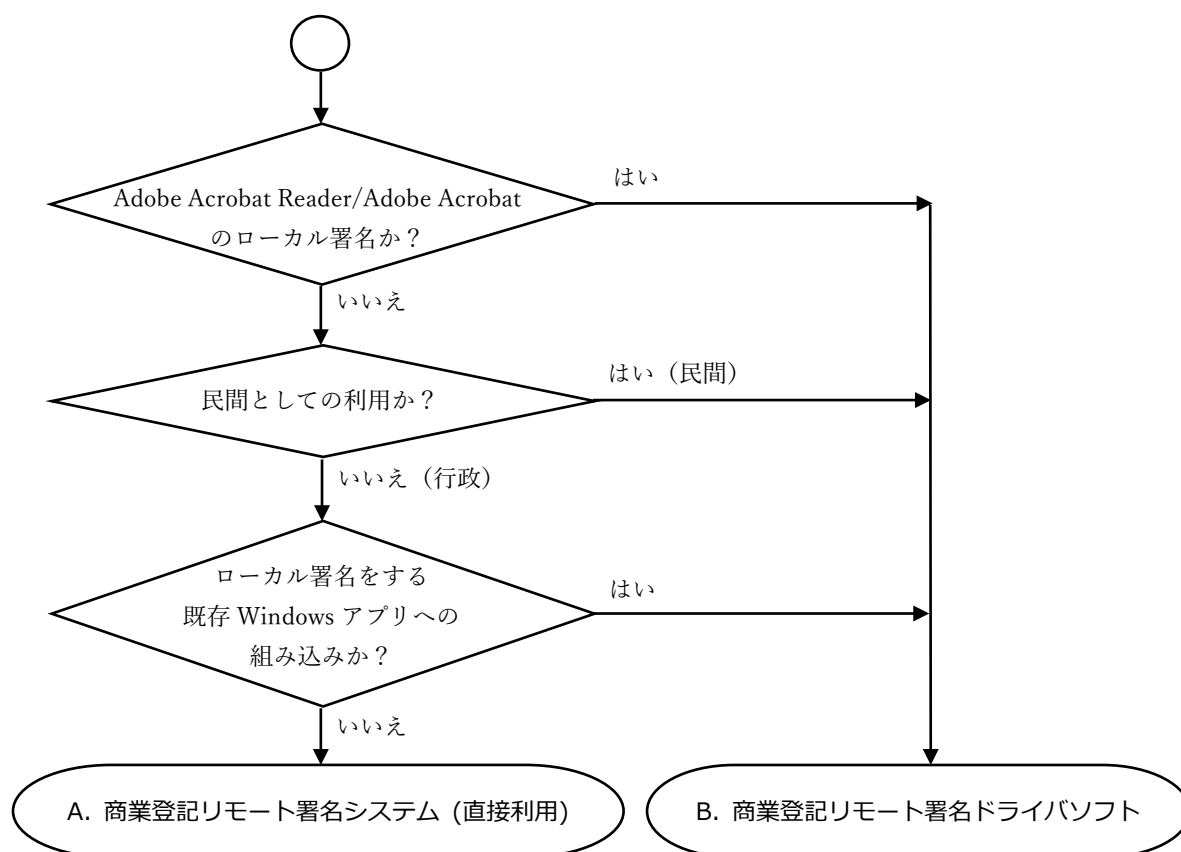 Adobe Acrobat Reader/Adobe Acrobat
のローカル署名か？
はい
いいえ
民間としての利用か？
はい（民間）
いいえ（行政）
ローカル署名をする
既存 Windows アプリへの
組み込みか？
はい
いいえ
A. 商業登記リモート署名システム (直接利用)
B. 商業登記リモート署名ドライバソフト